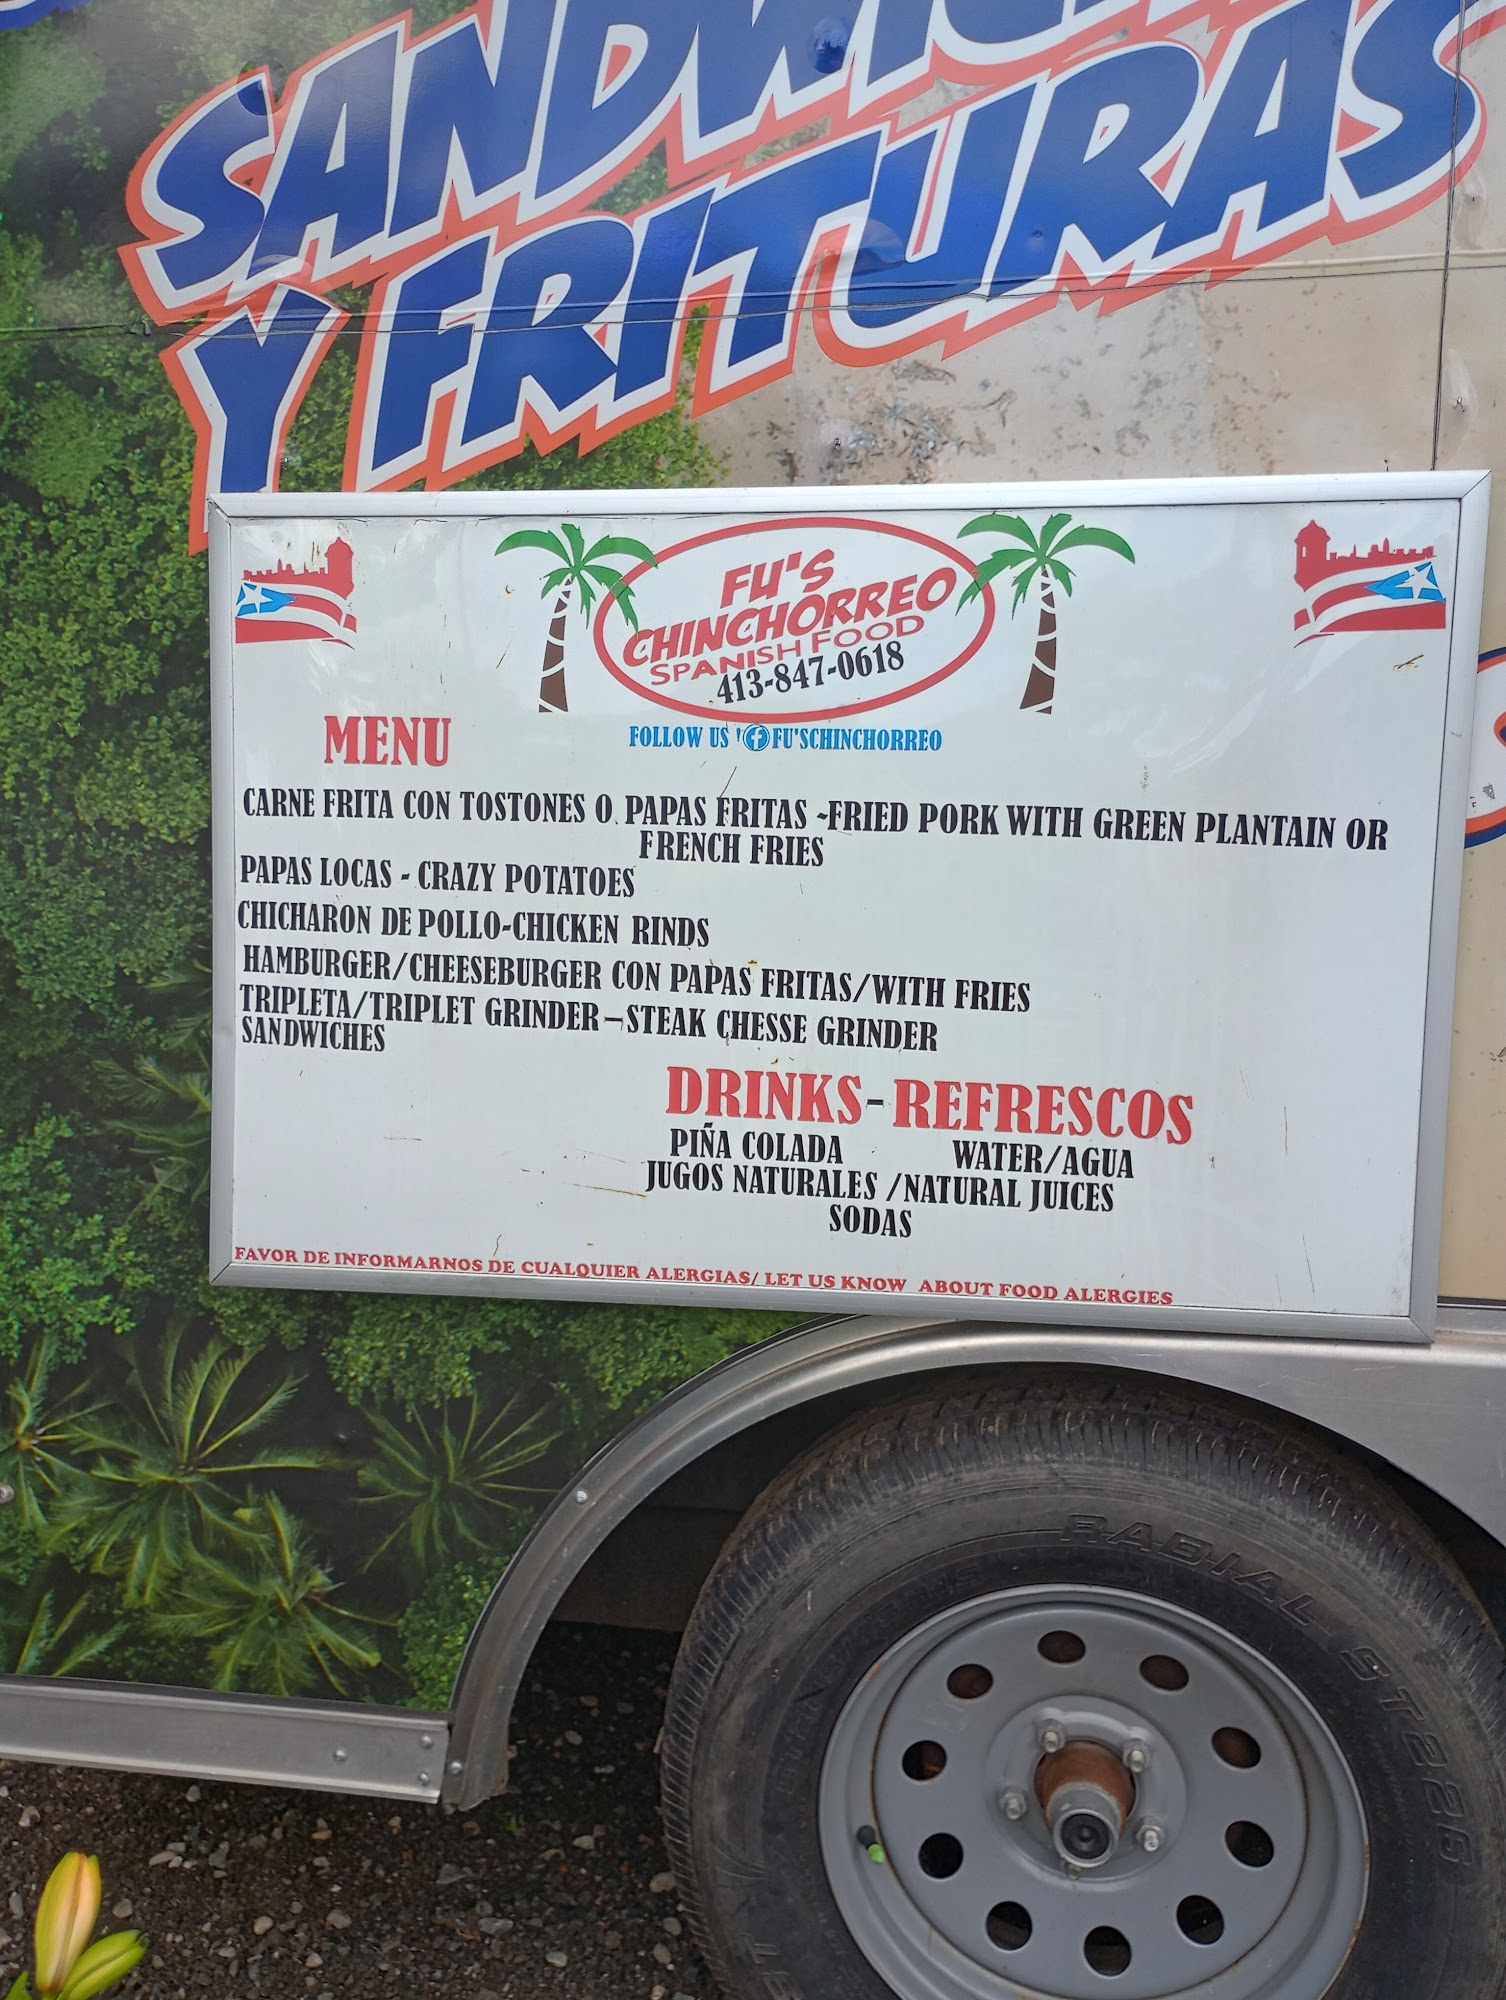 SANDWICH
Y FRITURAS
FU'S
CHINCHORREO
SPANISH FOOD
413-847-0618
FOLLOW US ' f FU'SCHINCHORREO
MENU
CARNE FRITA CON TOSTONES O PAPAS FRITAS -FRIED PORK WITH GREEN PLANTAIN OR
FRENCH FRIES
PAPAS LOCAS - CRAZY POTATOES
CHICHARON DE POLLO-CHICKEN RINDS
HAMBURGER/CHEESEBURGER CON PAPAS FRITAS/WITH FRIES
TRIPLETA/TRIPLET GRINDER-STEAK CHESSE GRINDER
SANDWICHES
DRINKS-REFRESCOS
PIÑA COLADA WATER/AGUA
JUGOS NATURALES /NATURAL JUICES
SODAS
FAVOR DE INFORMARNOS DE CUALQUIER ALERGIAS/ LET US KNOW ABOUT FOOD ALERGIES
RADIAL ST226